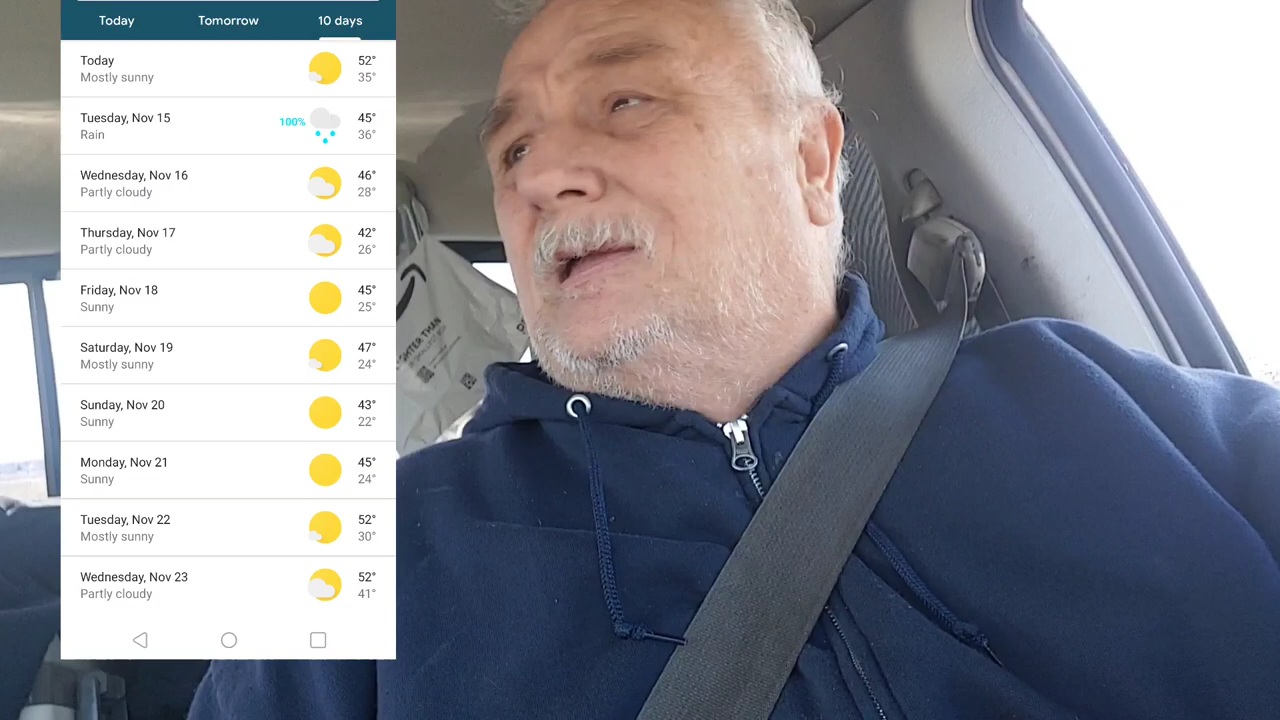 Today Tomorrow 10 days
Today 52°
Mostly sunny 35°
Tuesday, Nov 15 100% 45°
Rain 36°
Wednesday, Nov 16 46°
Partly cloudy 28°
Thursday, Nov 17 42°
Partly cloudy 26°
Friday, Nov 18 45°
Sunny 25°
Saturday, Nov 19 47°
Mostly sunny 24°
Sunday, Nov 20 43°
Sunny 22°
Monday, Nov 21 45°
Sunny 24°
Tuesday, Nov 22 52°
Mostly sunny 30°
Wednesday, Nov 23 52°
Partly cloudy 41°
THAN